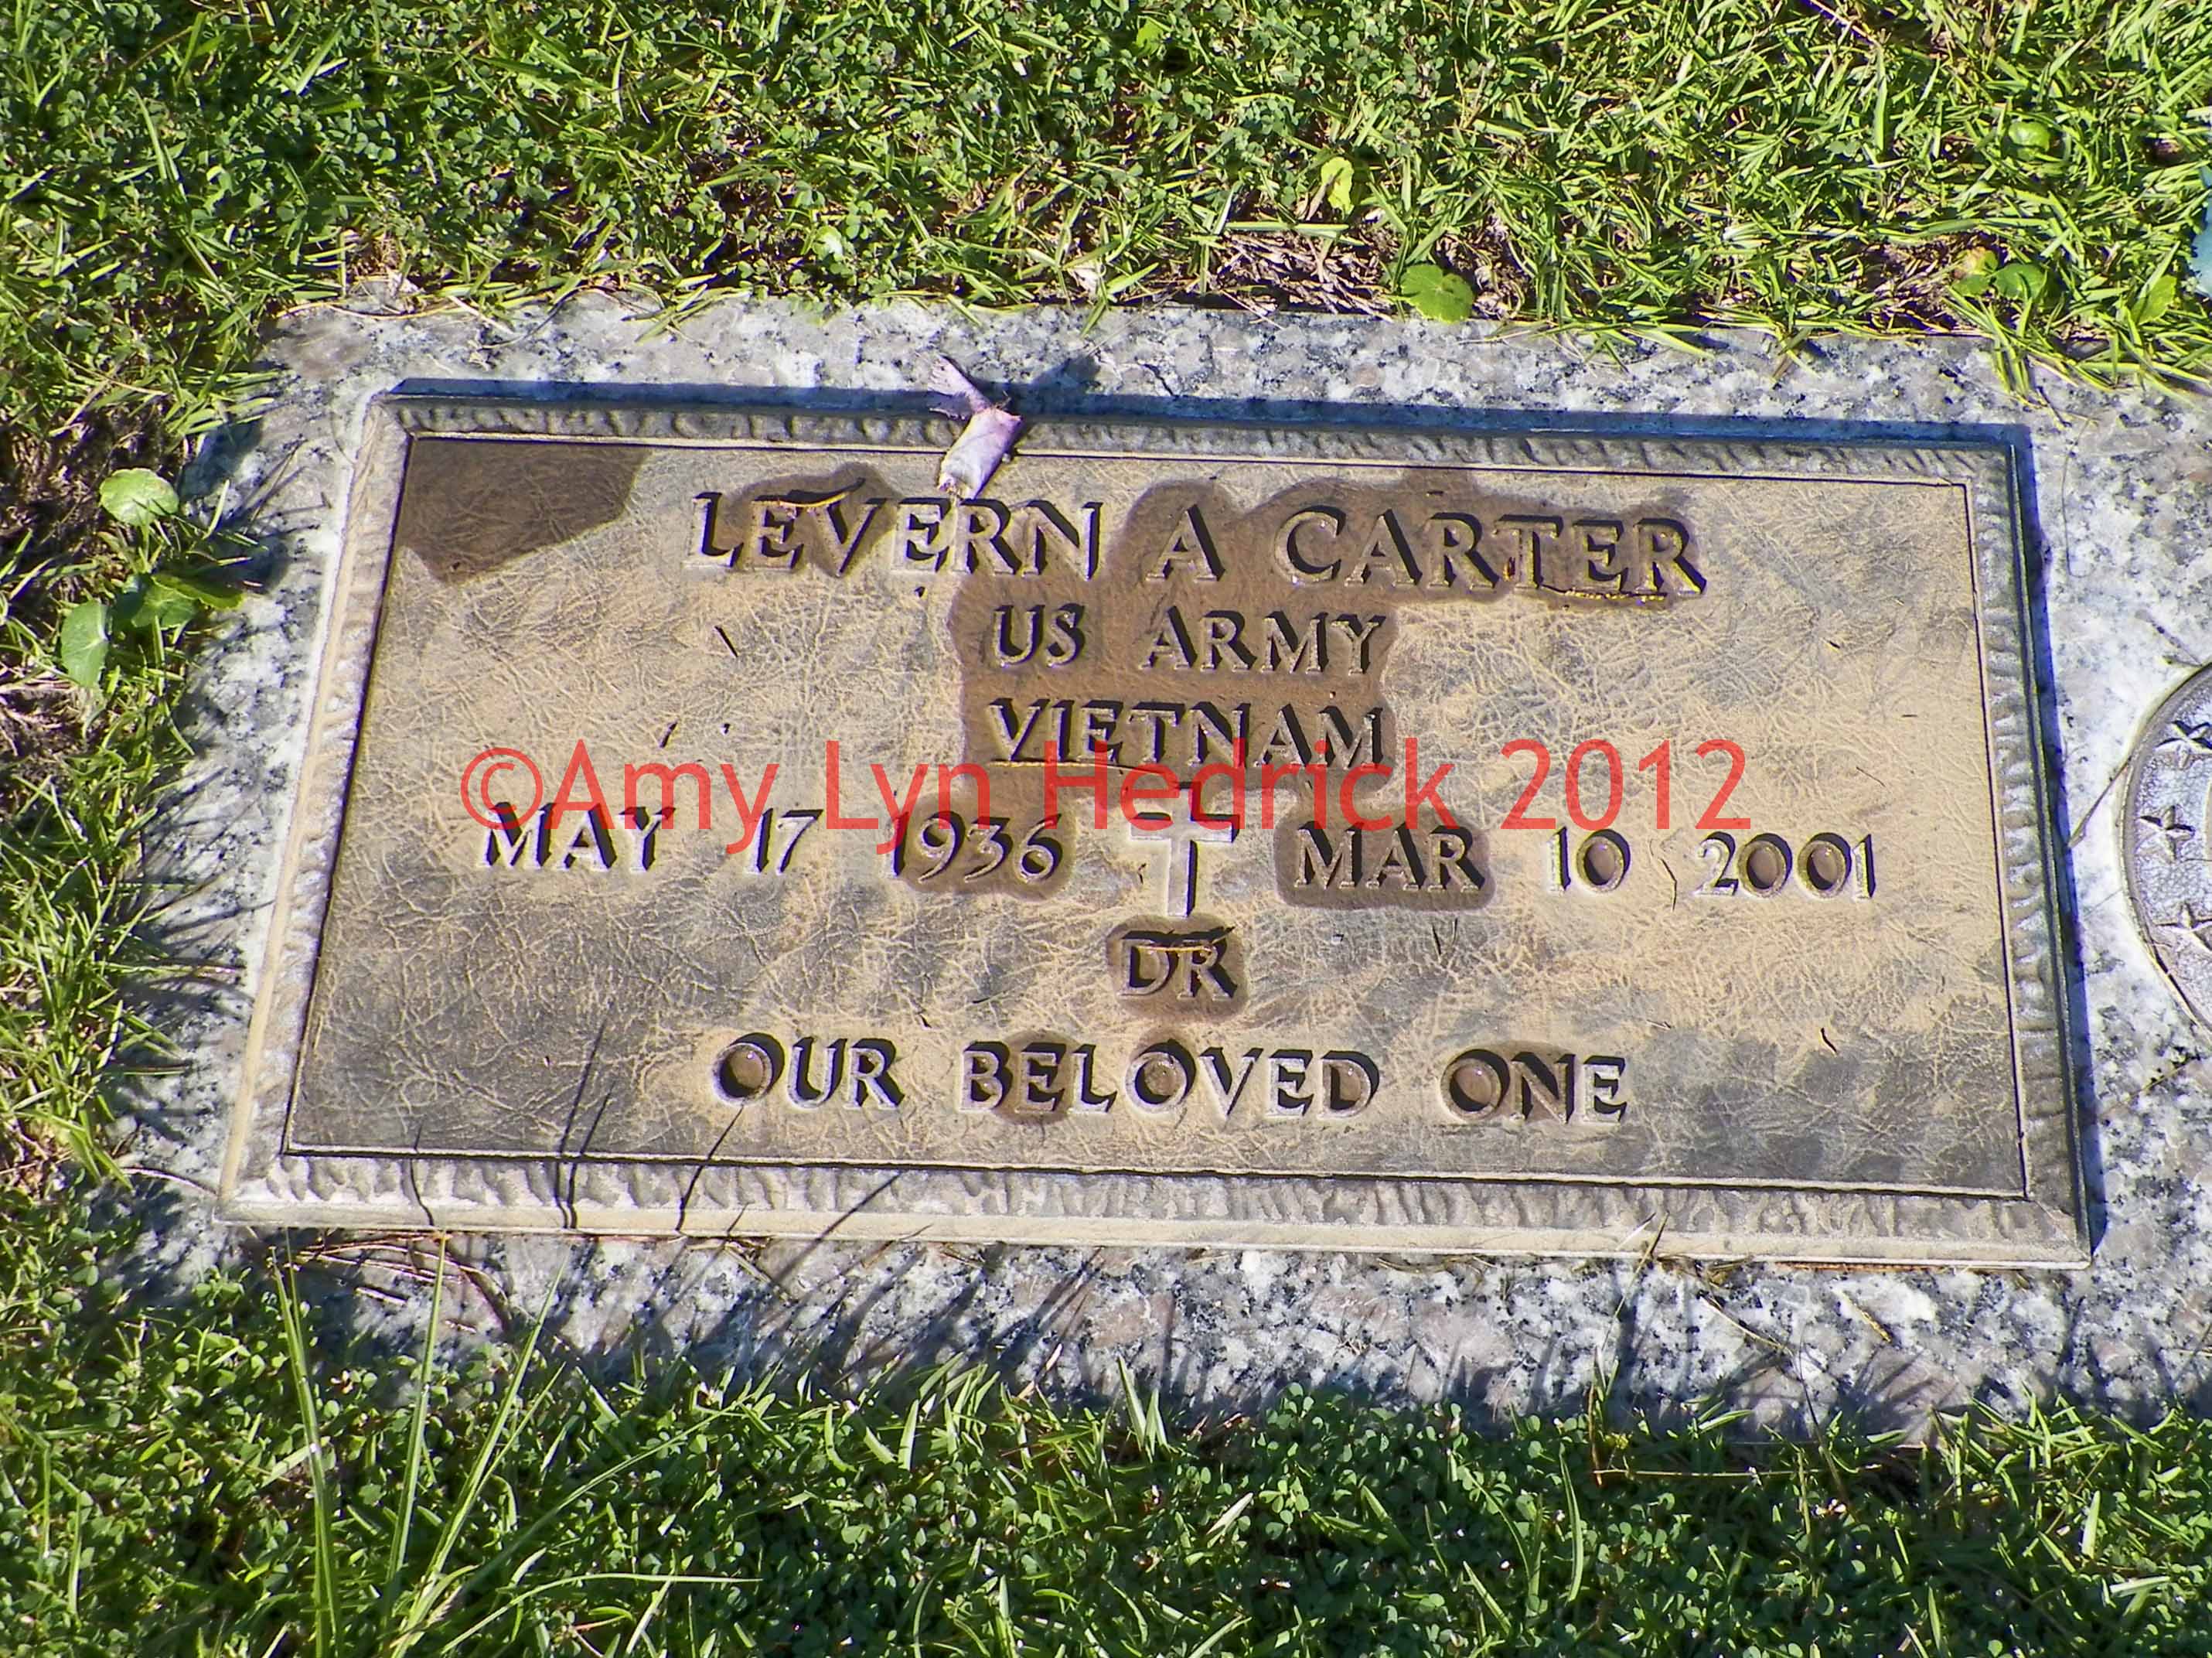 LEVERN A CARTER
US ARMY
VIETNAM
©Amy Lyn Hedrick 2012
MAY 17 1936 MAR 10 2001
DR
OUR BELOVED ONE